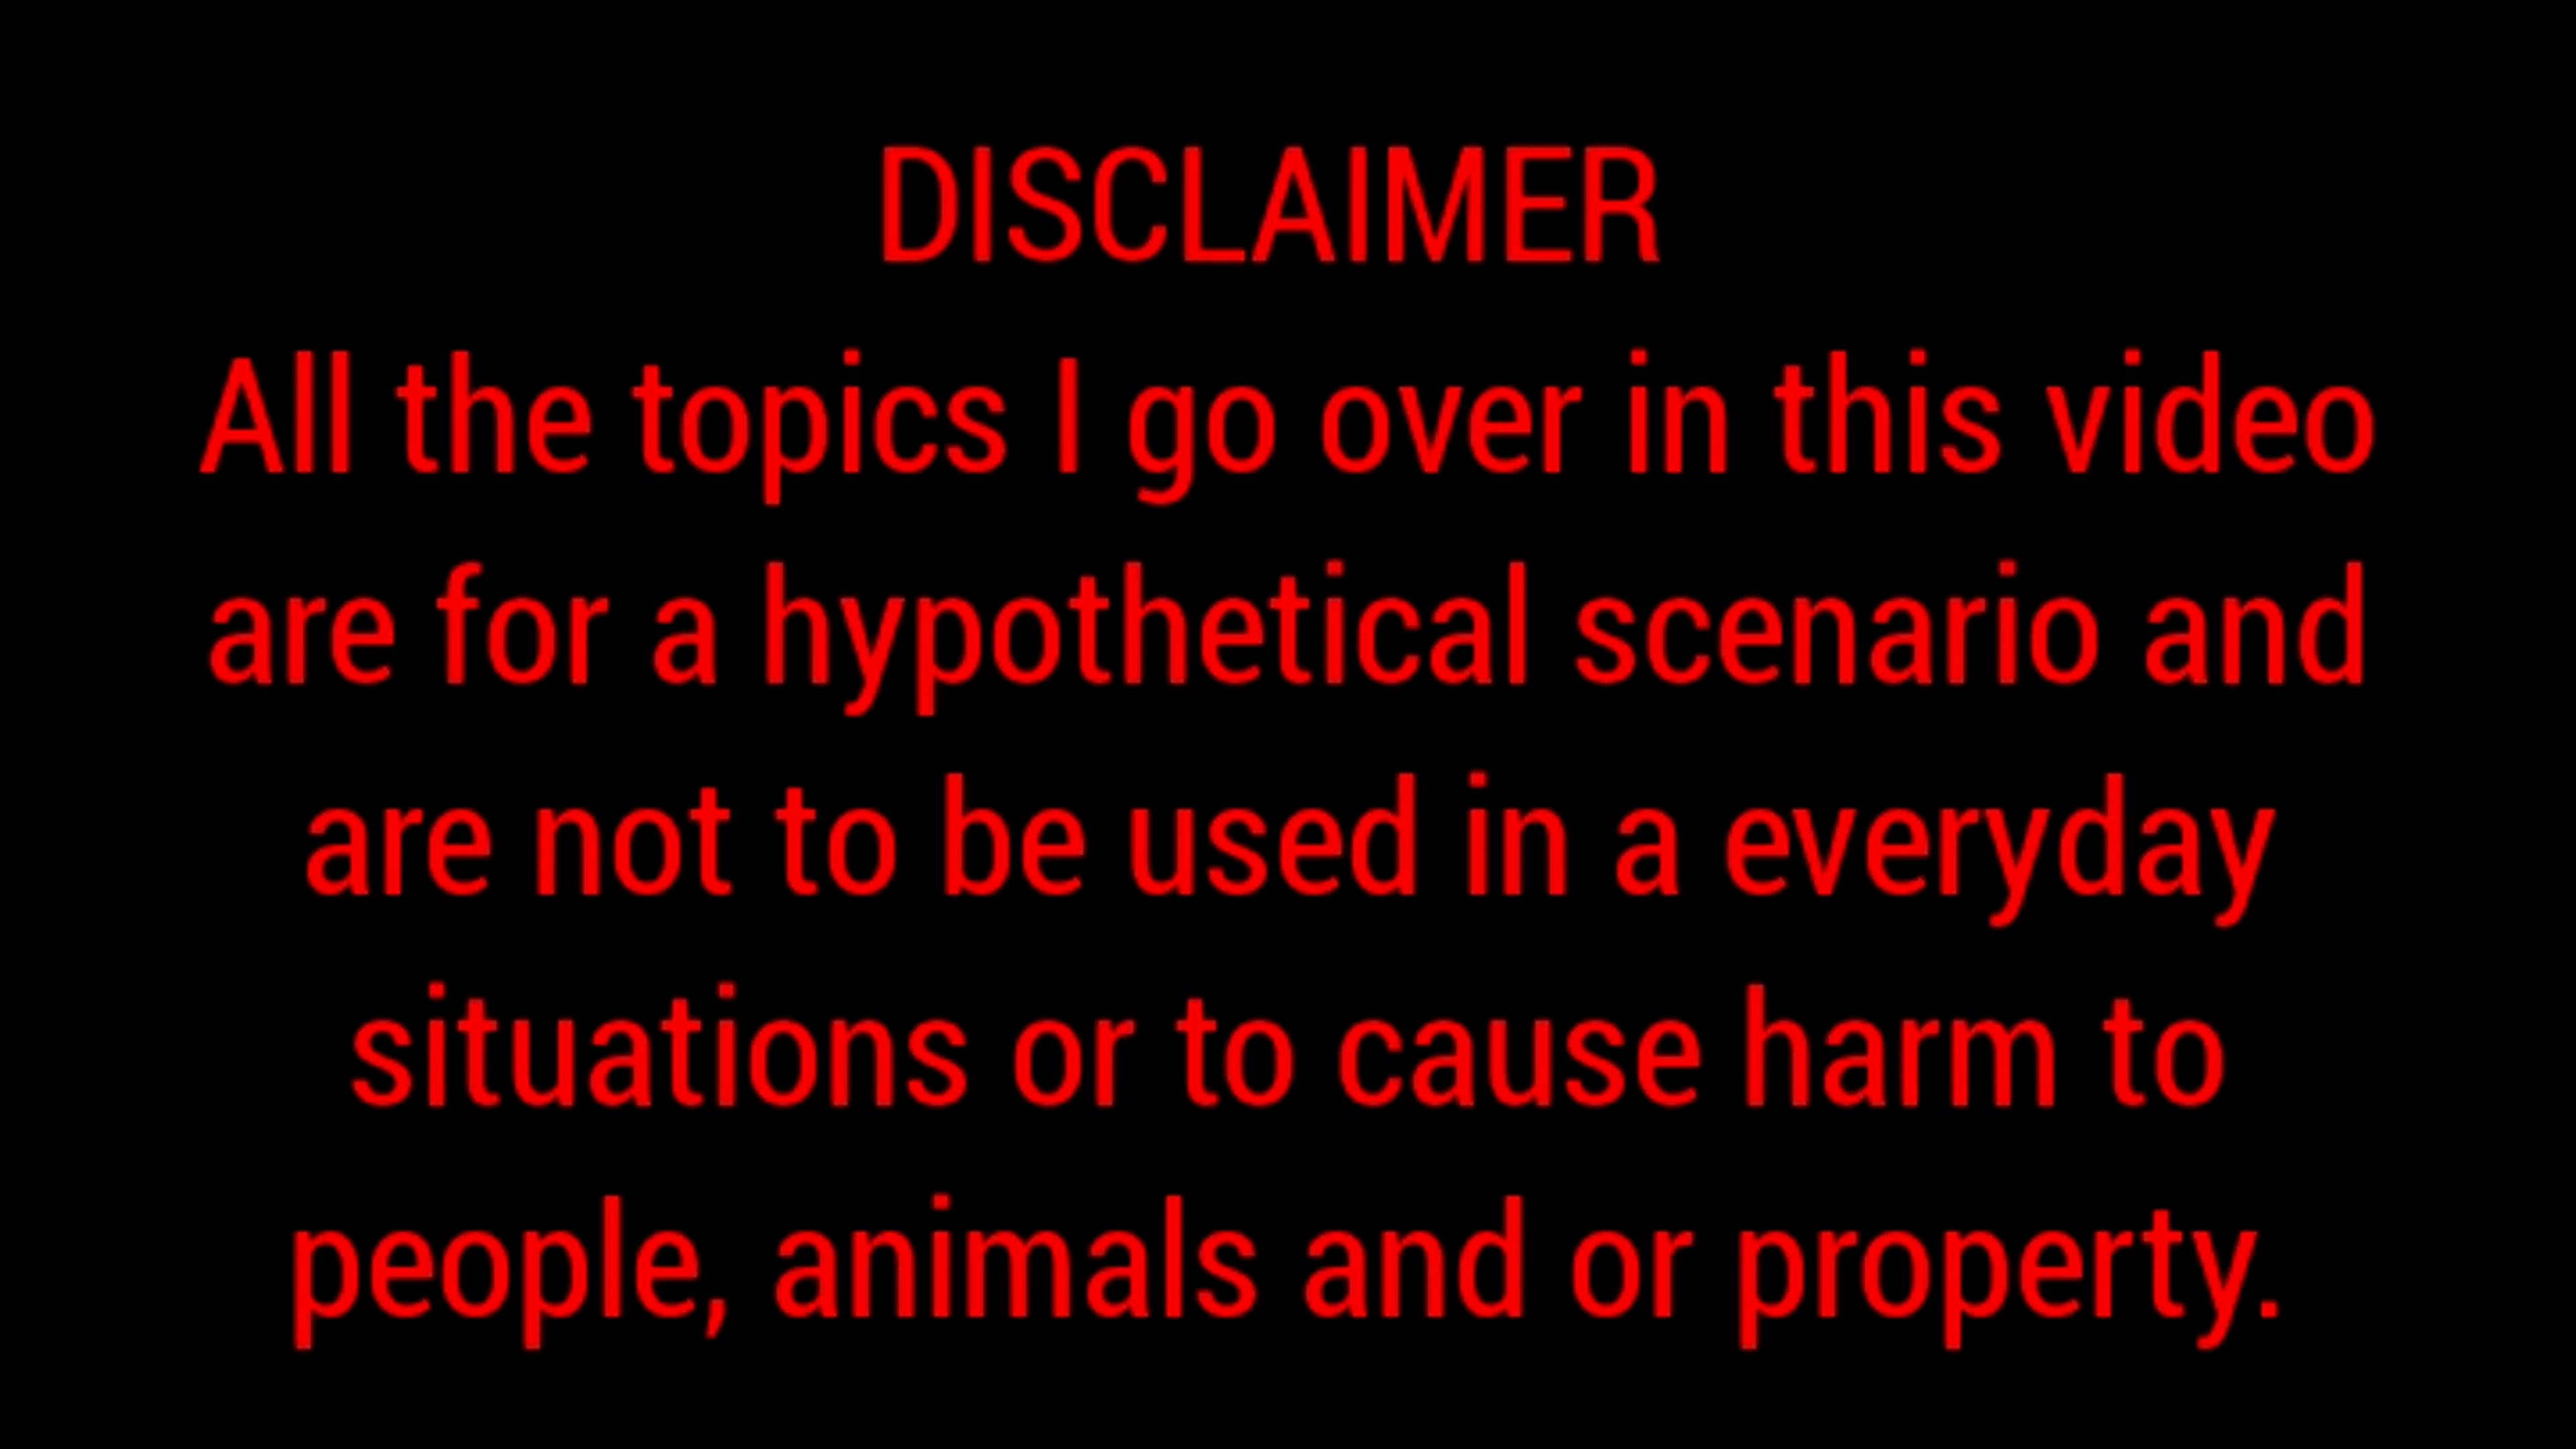 DISCLAIMER
All the topics I go over in this video
are for a hypothetical scenario and
are not to be used in a everyday
situations or to cause harm to
people, animals and or property.